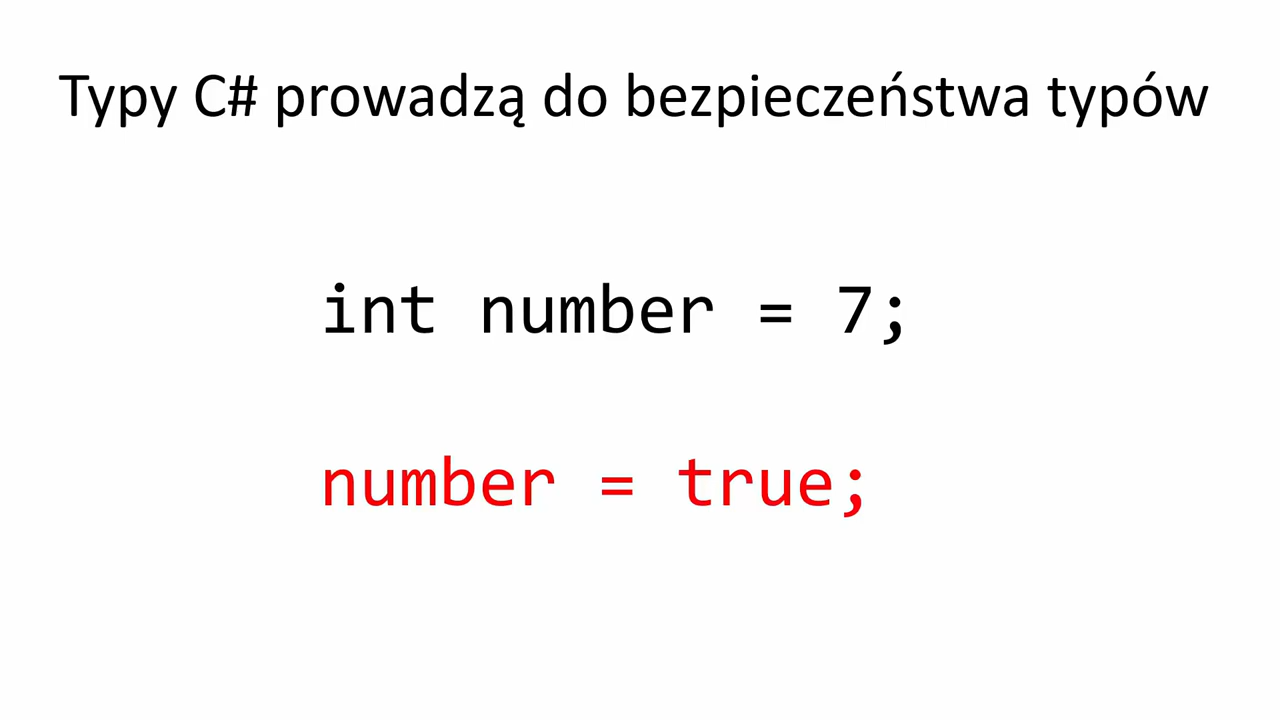 Typy C# prowadzą do bezpieczeństwa typów
int number = 7;
number = true;